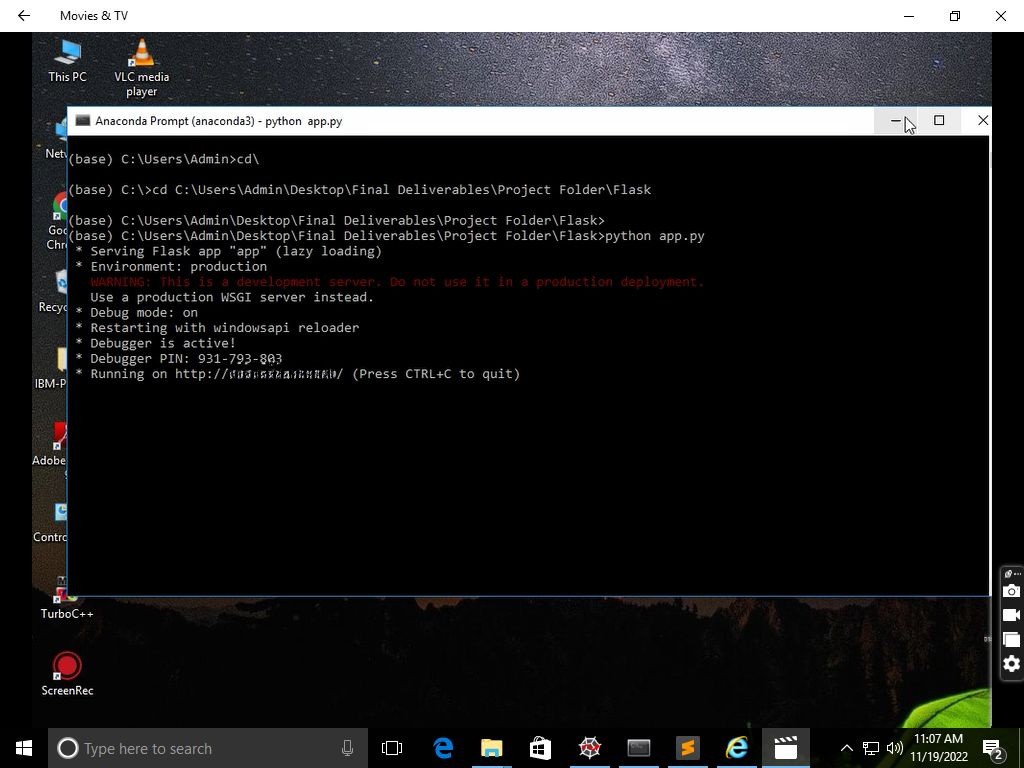 Movies & TV
This PC
VLC media
player
Anaconda Prompt (anaconda3) - python app.py
(base) C:\Users\Admin>cd\
(base) C:\>cd C:\Users\Admin\Desktop\Final Deliverables\Project Folder\Flask
(base) C:\Users\Admin\Desktop\Final Deliverables\Project Folder\Flask>
(base) C:\Users\Admin\Desktop\Final Deliverables\Project Folder\Flask>python app.py
* Serving Flask app "app" (lazy loading)
* Environment: production
WARNING: This is a development server. Do not use it in a production deployment.
Use a production WSGI server instead.
* Debug mode: on
* Restarting with windowsapi reloader
* Debugger is active!
* Debugger PIN: 931-793-803
* Running on http:// / (Press CTRL+C to quit)
Netw
Goo
Chr
Recyc
IBM-P
Adobe
Contro
TurboC++
ScreenRec
Type here to search
11:07 AM
11/19/2022
2